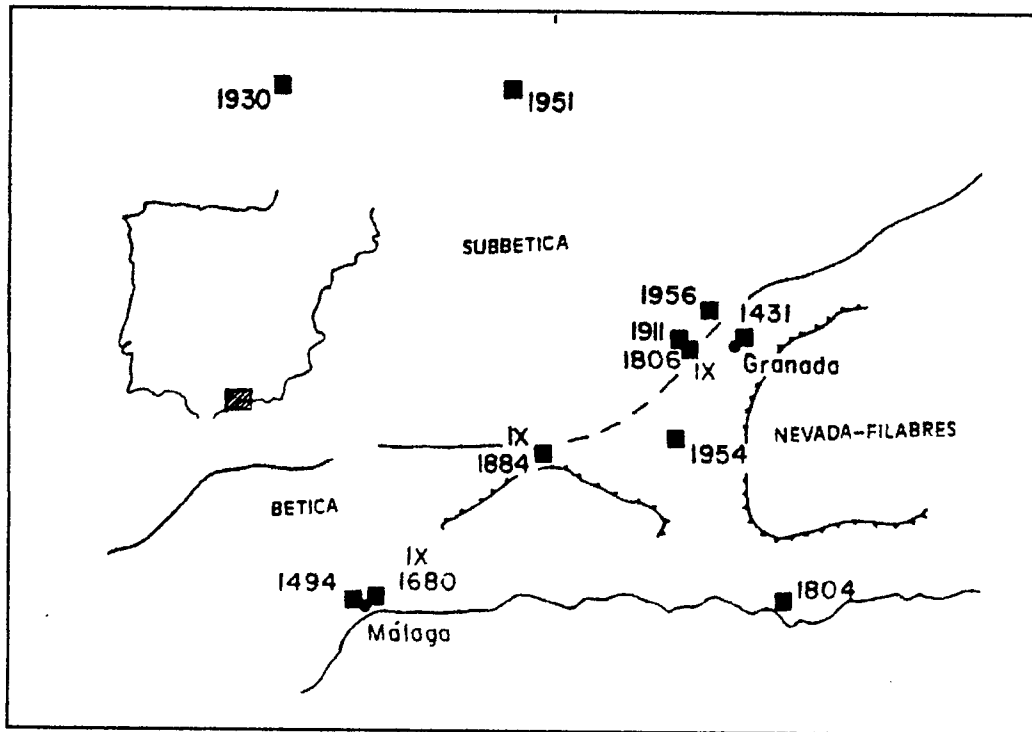 1930
1951
SUBBETICA
1956
1431
1911
1806
IX
Granada
IX
1884
1954
NEVADA-FILABRES
BETICA
IX
1494
1680
1804
Málaga